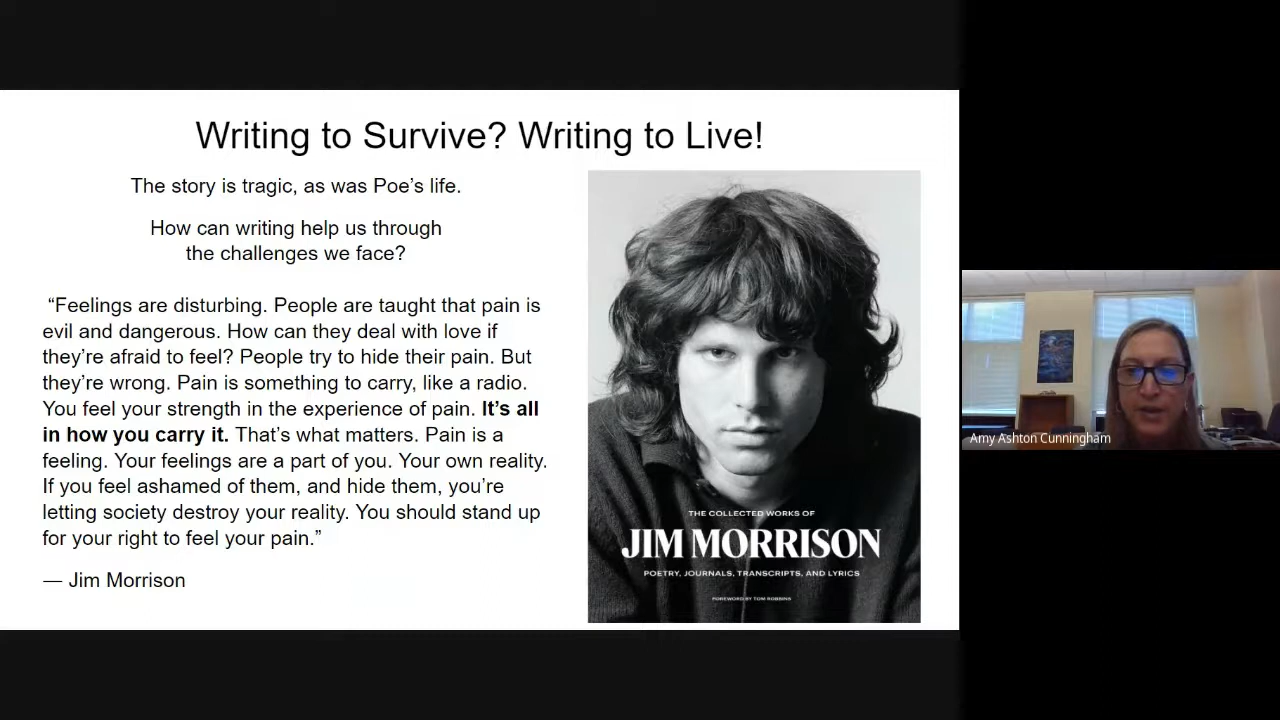 Writing to Survive? Writing to Live!
The story is tragic, as was Poe's life.
How can writing help us through
the challenges we face?
“Feelings are disturbing. People are taught that pain is
evil and dangerous. How can they deal with love if
they're afraid to feel? People try to hide their pain. But
they're wrong. Pain is something to carry, like a radio.
You feel your strength in the experience of pain. It's all
in how you carry it. That's what matters. Pain is a
feeling. Your feelings are a part of you. Your own reality.
If you feel ashamed of them, and hide them, you're
letting society destroy your reality. You should stand up
for your right to feel your pain.”
— Jim Morrison
THE COLLECTED WORKS OF
JIM MORRISON
POETRY, JOURNALS, TRANSCRIPTS, AND LYRICS
FOREWORD BY TOM ROBBINS
Amy Ashton Cunningham